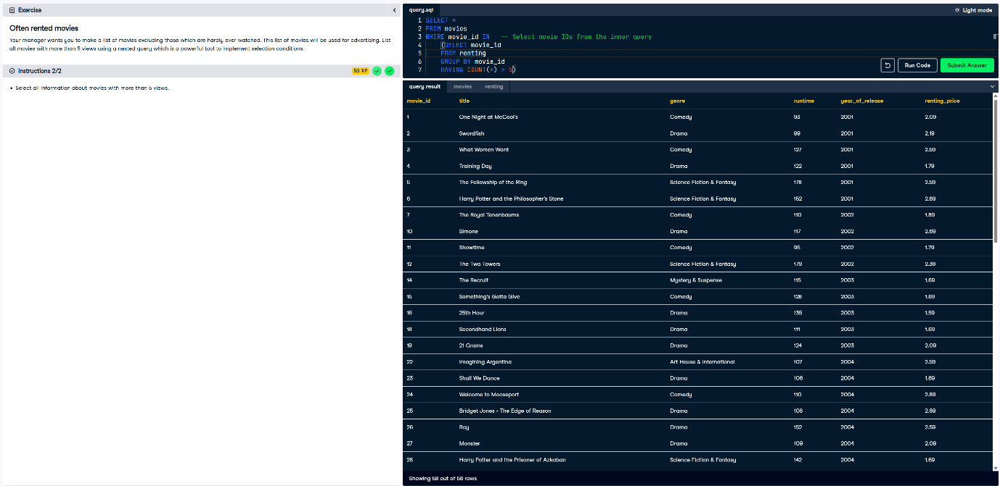 Exercise
Often rented movies
Your manager wants you to make a list of movies excluding those which are hardly ever watched. This list of movies will be used for advertising. List
all movies with more than 5 views using a nested query which is a powerful tool to implement selection conditions.
Instructions 2/2
50 XP
Select all information about movies with more than 5 views.
query.sql
Light mode
1 SELECT *
2 FROM movies
3 WHERE movie_id IN -- Select movie IDs from the inner query
4 (SELECT movie_id
5 FROM renting
6 GROUP BY movie_id
7 HAVING COUNT(*) > 5)
Run Code
Submit Answer
query result movies renting
movie_id title genre runtime year_of_release renting_price
1 One Night at McCool's Comedy 93 2001 2.09
2 Swordfish Drama 99 2001 2.19
3 What Women Want Comedy 127 2001 2.59
4 Training Day Drama 122 2001 1.79
5 The Fellowship of the Ring Science Fiction & Fantasy 178 2001 2.59
6 Harry Potter and the Philosopher's Stone Science Fiction & Fantasy 152 2001 2.69
7 The Royal Tenenbaums Comedy 110 2002 1.89
10 Simone Drama 117 2002 2.69
11 Showtime Comedy 95 2002 1.79
12 The Two Towers Science Fiction & Fantasy 179 2002 2.39
14 The Recruit Mystery & Suspense 115 2003 1.69
15 Something's Gotta Give Comedy 128 2003 1.69
16 25th Hour Drama 135 2003 1.59
18 Secondhand Lions Drama 111 2003 1.69
19 21 Grams Drama 124 2003 2.09
22 Imagining Argentina Art House & International 107 2004 2.59
23 Shall We Dance Drama 106 2004 1.69
24 Welcome to Mooseport Comedy 110 2004 2.89
25 Bridget Jones - The Edge of Reason Drama 108 2004 2.89
26 Ray Drama 152 2004 2.59
27 Monster Drama 109 2004 2.09
28 Harry Potter and the Prisoner of Azkaban Science Fiction & Fantasy 142 2004 1.69
Showing 58 out of 58 rows